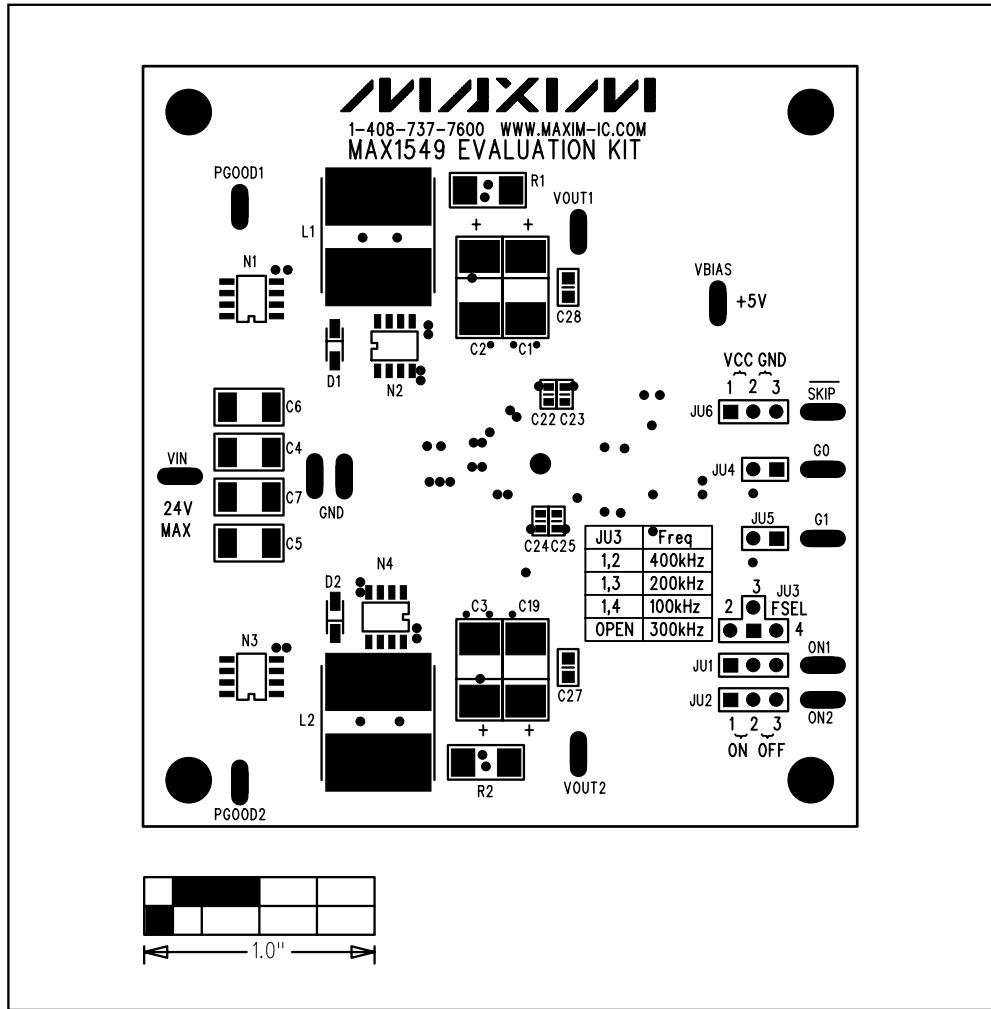 MAXIM
1-408-737-7600 WWW.MAXIM-IC.COM
MAX1549 EVALUATION KIT
PGOOD1
R1
VOUT1
L1
+ +
N1
VBIAS
+5V
C28
C2 C1
D1
N2
VCC GND
1 2 3
SKIP
JU6
C6
C22 C23
C4
G0
VIN
JU4
24V
MAX
C7
GND
JU5
G1
C5
C24 C25
JU3 Freq
1,2 400kHz
1,3 200kHz
1,4 100kHz
OPEN 300kHz
N4
D2
3
JU3
2
FSEL
4
C3 C19
N3
ON1
JU1
C27
JU2
L2
ON2
1 2 3
ON OFF
+ +
R2
VOUT2
PGOOD2
1.0"